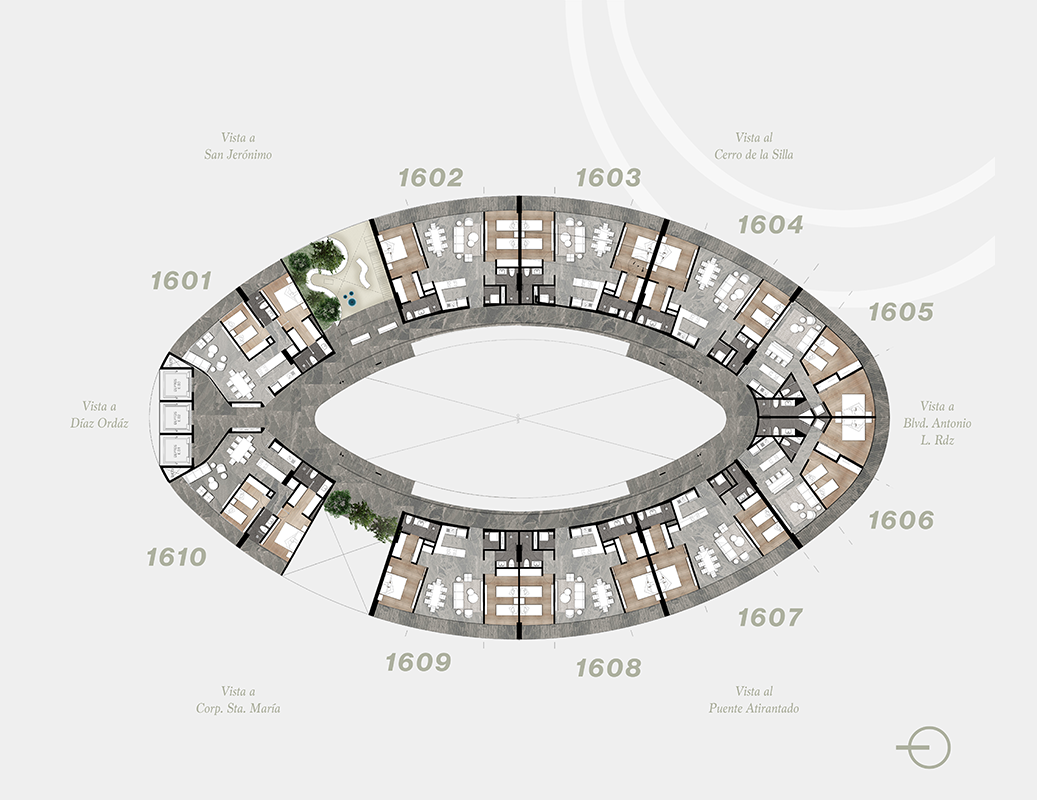 Vista a
San Jerónimo
Vista al
Cerro de la Silla
1602
1603
1604
1601
1605
Vista a
Díaz Ordáz
Vista a
Blvd. Antonio
L. Rdz
1606
1610
1607
1609
1608
Vista a
Corp. Sta. María
Vista al
Puente Atirantado